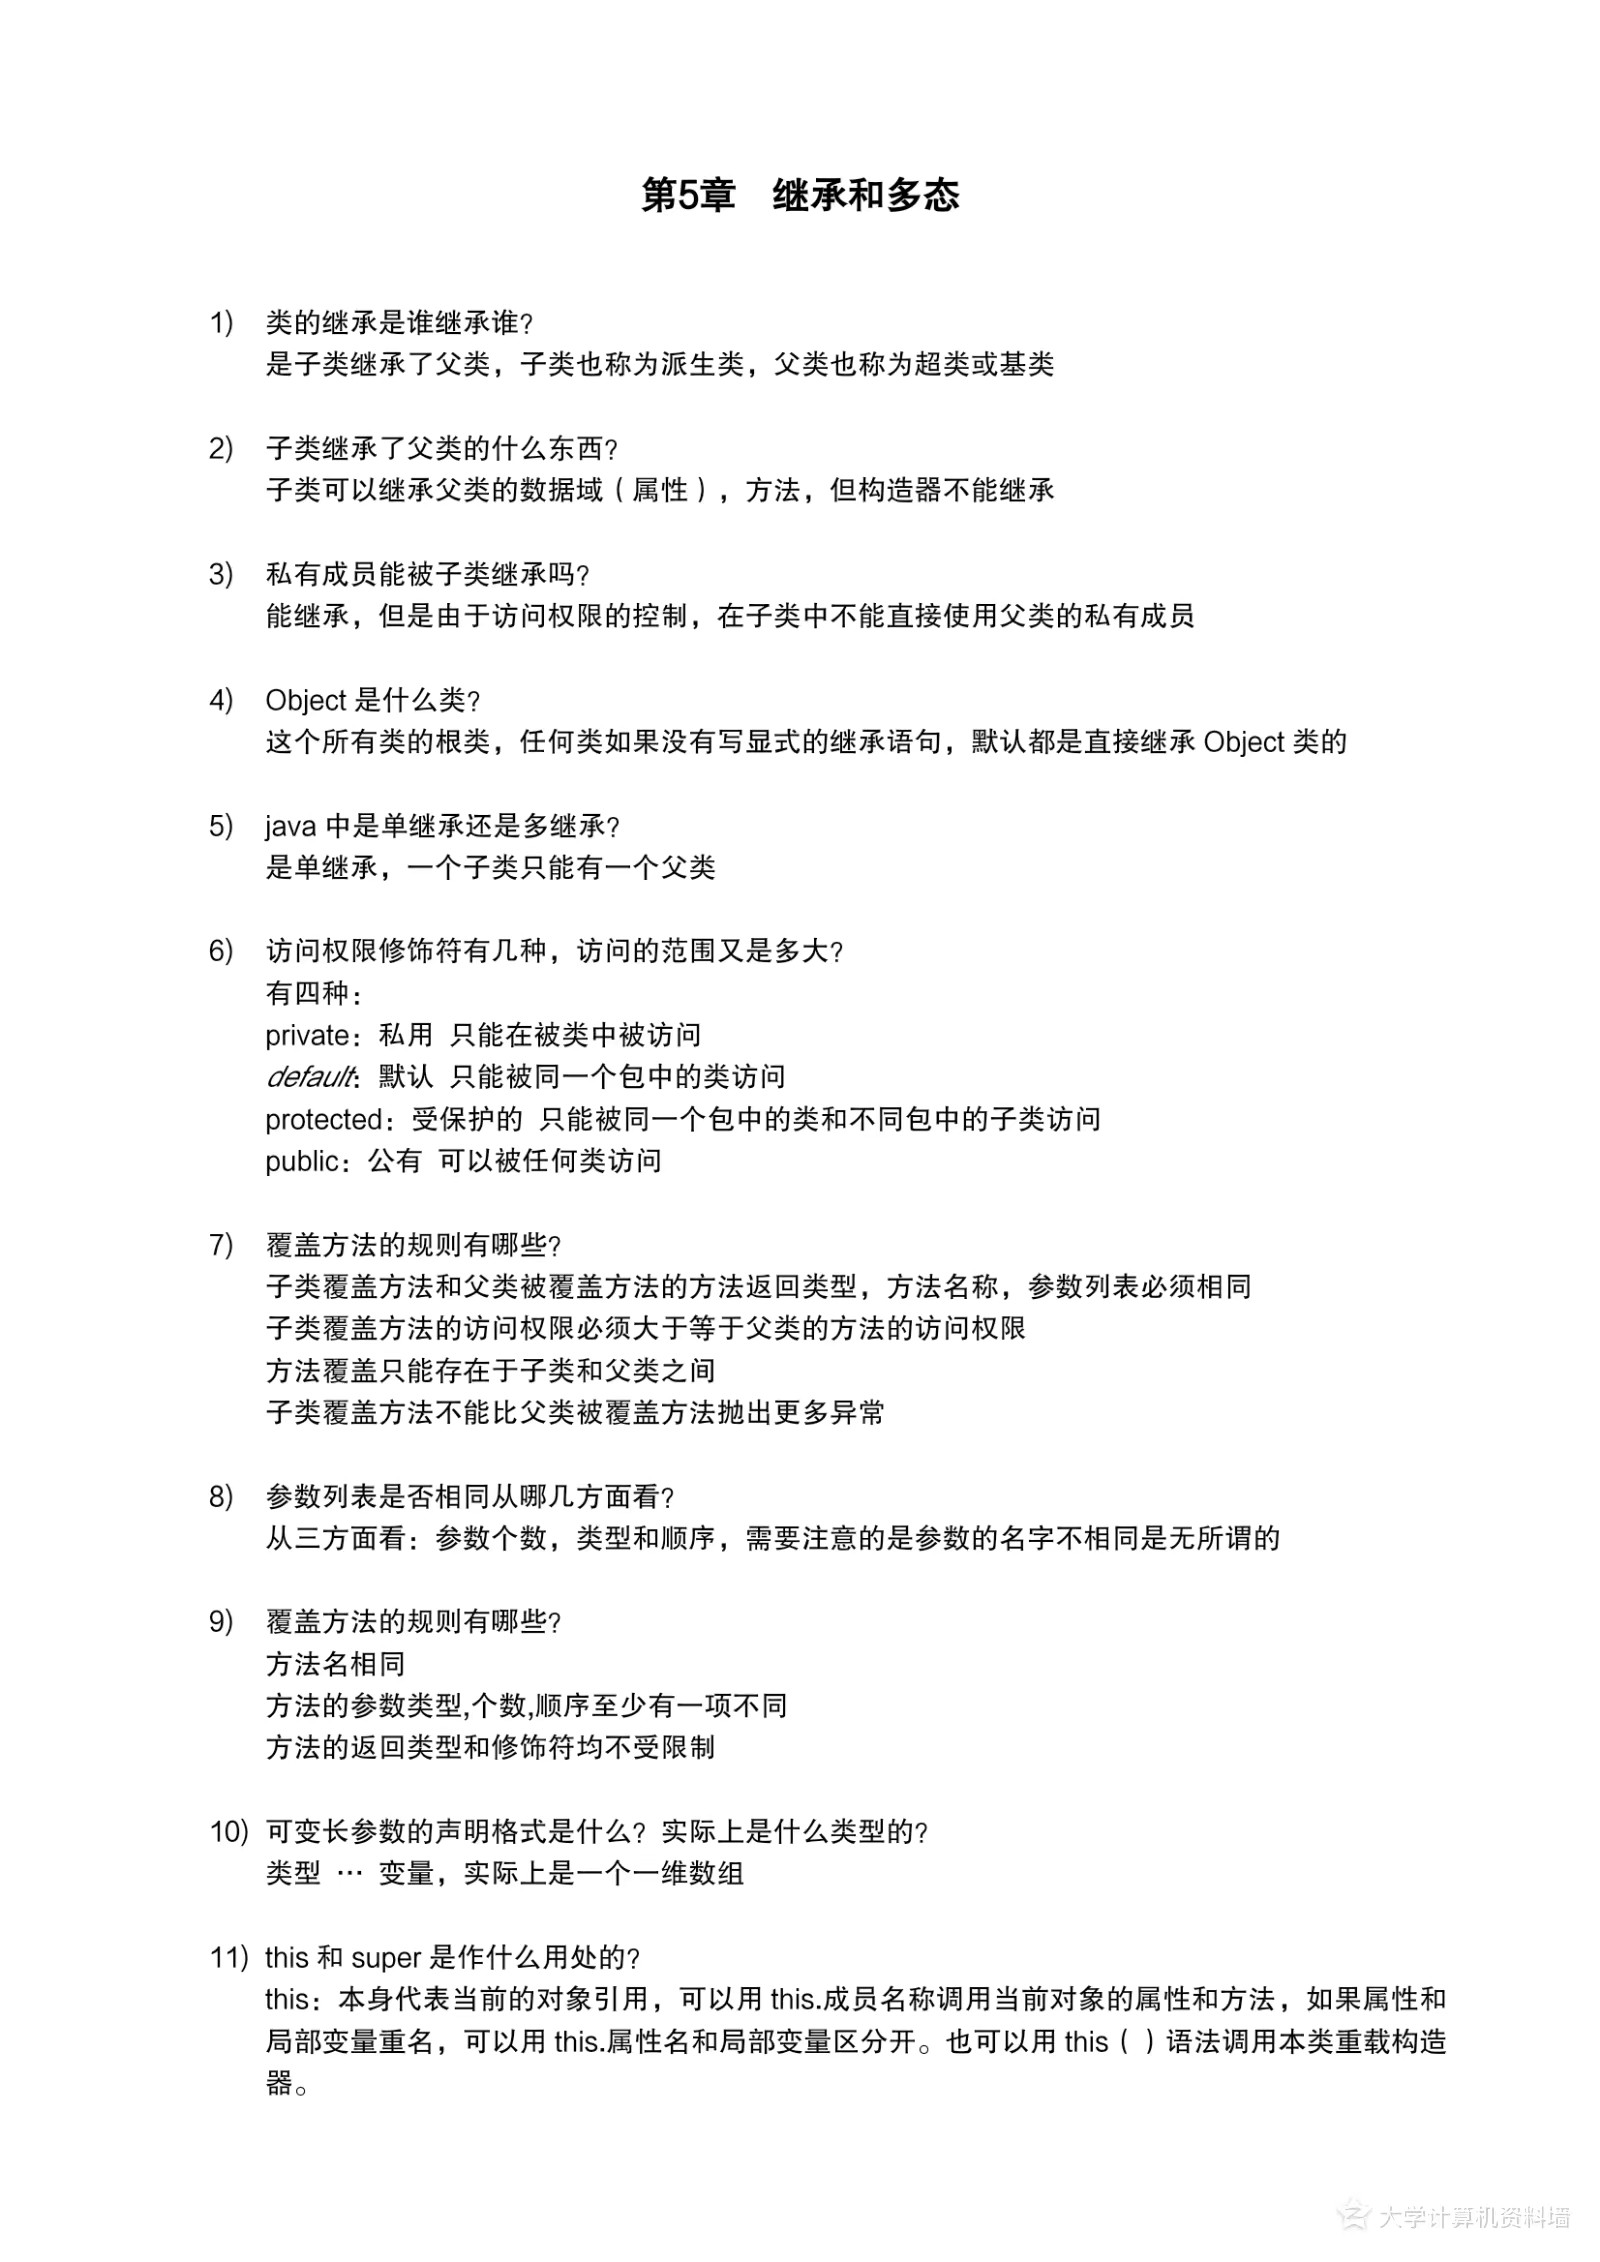 第5章 继承和多态
1) 类的继承是谁继承谁?
是子类继承了父类，子类也称为派生类，父类也称为超类或基类
2) 子类继承了父类的什么东西?
子类可以继承父类的数据域（属性），方法，但构造器不能继承
3) 私有成员能被子类继承吗?
能继承，但是由于访问权限的控制，在子类中不能直接使用父类的私有成员
4) Object 是什么类?
这个所有类的根类，任何类如果没有写显式的继承语句，默认都是直接继承 Object 类的
5) java 中是单继承还是多继承?
是单继承，一个子类只能有一个父类
6) 访问权限修饰符有几种，访问的范围又是多大?
有四种：
private：私用 只能在被类中被访问
default：默认 只能被同一个包中的类访问
protected：受保护的 只能被同一个包中的类和不同包中的子类访问
public：公有 可以被任何类访问
7) 覆盖方法的规则有哪些?
子类覆盖方法和父类被覆盖方法的方法返回类型，方法名称，参数列表必须相同
子类覆盖方法的访问权限必须大于等于父类的方法的访问权限
方法覆盖只能存在于子类和父类之间
子类覆盖方法不能比父类被覆盖方法抛出更多异常
8) 参数列表是否相同从哪几方面看?
从三方面看：参数个数，类型和顺序，需要注意的是参数的名字不相同是无所谓的
9) 覆盖方法的规则有哪些?
方法名相同
方法的参数类型,个数,顺序至少有一项不同
方法的返回类型和修饰符均不受限制
10) 可变长参数的声明格式是什么? 实际上是什么类型的?
类型 … 变量，实际上是一个一维数组
11) this 和 super 是作什么用处的?
this：本身代表当前的对象引用，可以用 this.成员名称调用当前对象的属性和方法，如果属性和
局部变量重名，可以用 this.属性名和局部变量区分开。也可以用 this（）语法调用本类重载构造
器。
大学计算机资料墙